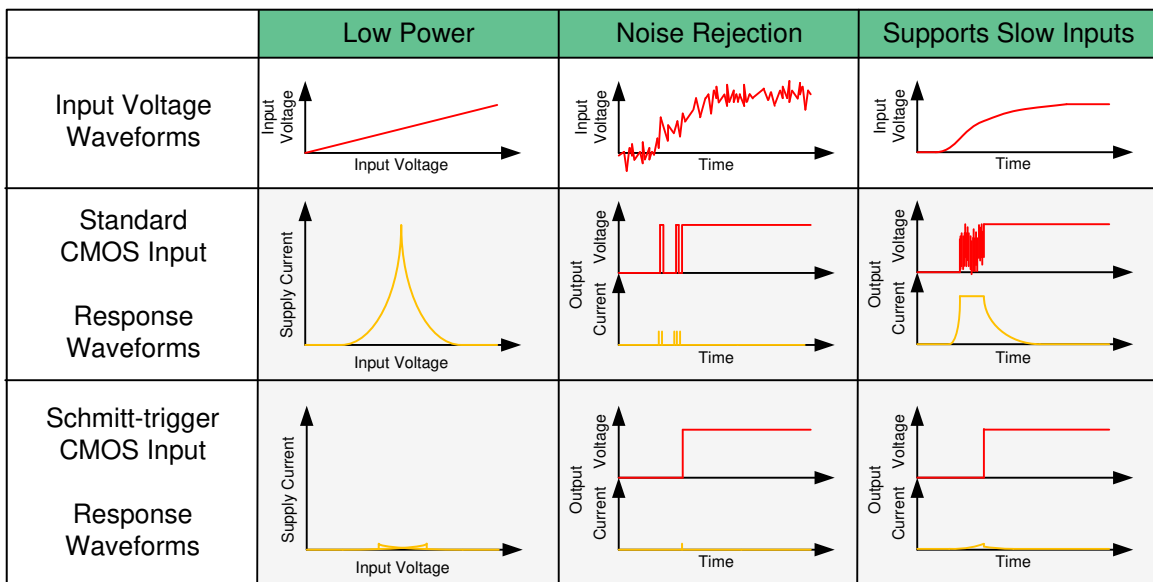 Low Power
Noise Rejection
Supports Slow Inputs
Input Voltage
Waveforms
Input
Voltage
Input Voltage
Input
Voltage
Time
Input
Voltage
Time
Standard
CMOS Input
Response
Waveforms
Supply Current
Input Voltage
Output
Voltage
Current
Time
Output
Voltage
Current
Time
Schmitt-trigger
CMOS Input
Response
Waveforms
Supply Current
Input Voltage
Output
Voltage
Current
Time
Output
Voltage
Current
Time